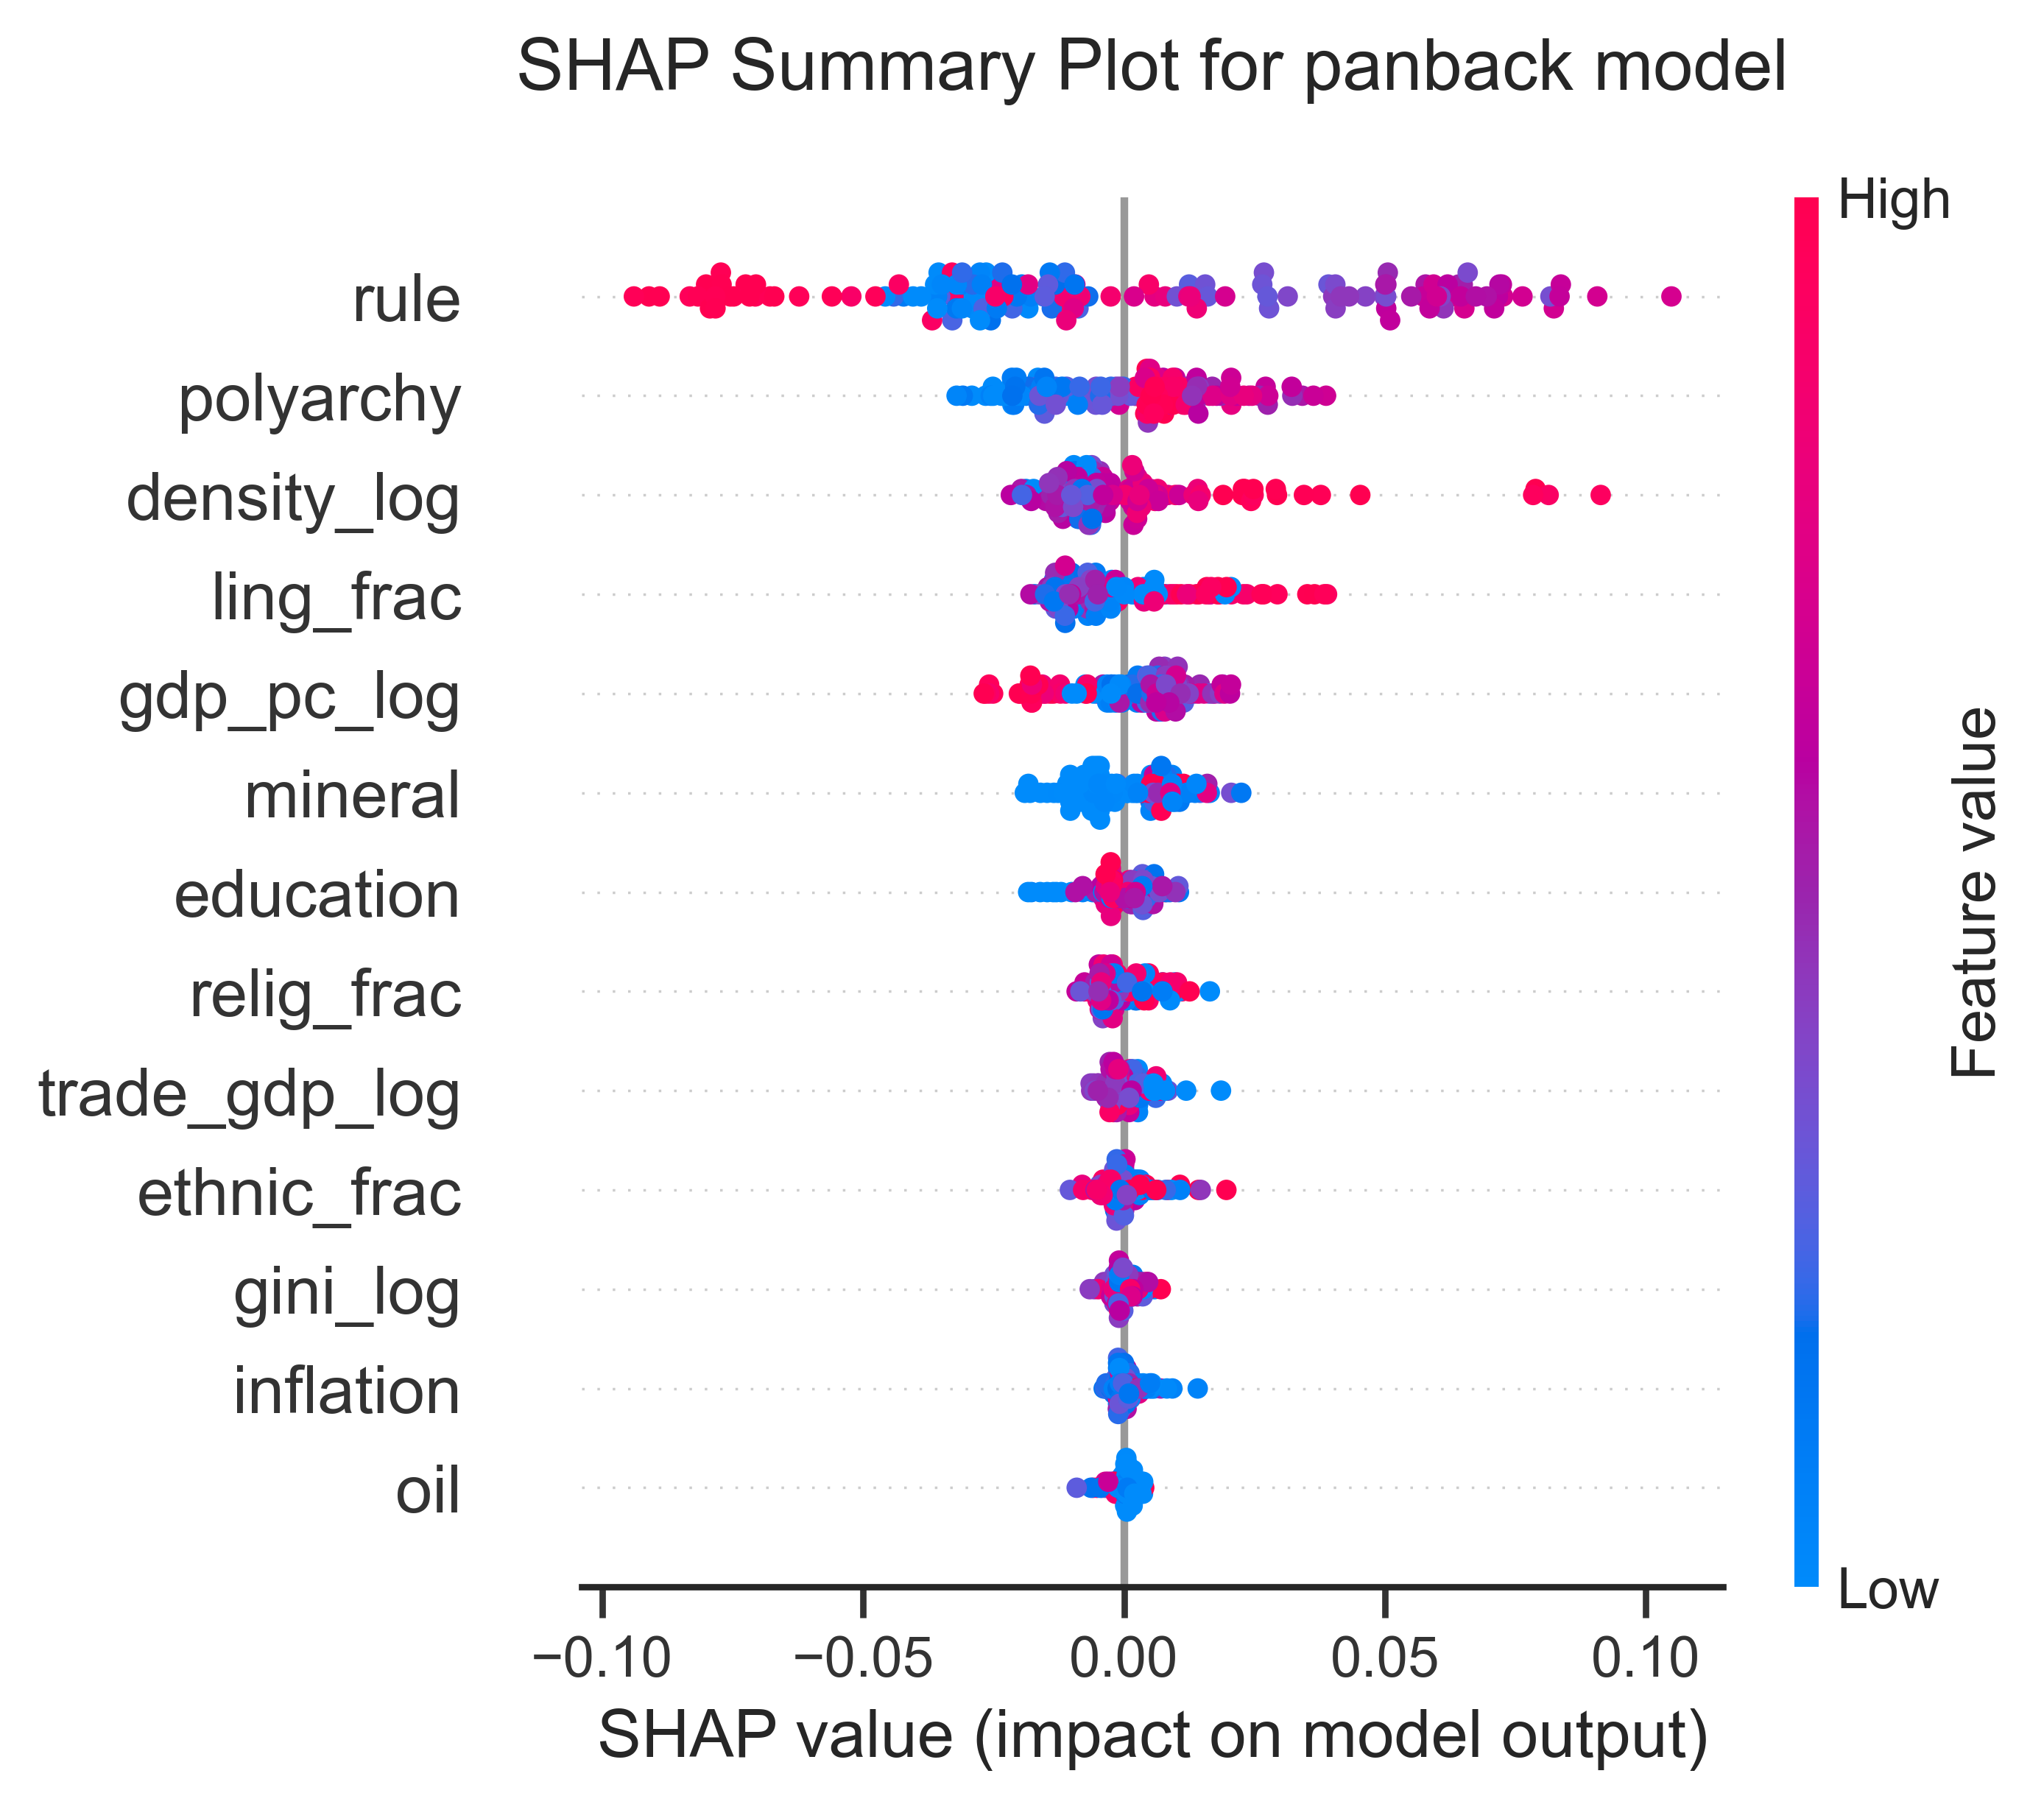 SHAP Summary Plot for panback model
High
rule
polyarchy
density_log
ling_frac
gdp_pc_log
mineral
education
relig_frac
trade_gdp_log
ethnic_frac
gini_log
inflation
oil
Feature value
Low
−0.10 −0.05 0.00 0.05 0.10
SHAP value (impact on model output)